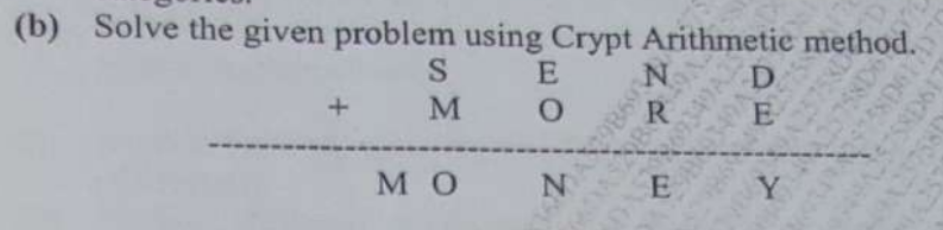 (b) Solve the given problem using Crypt Arithmetic method.
S E N D
+ M O R E
M O N E Y